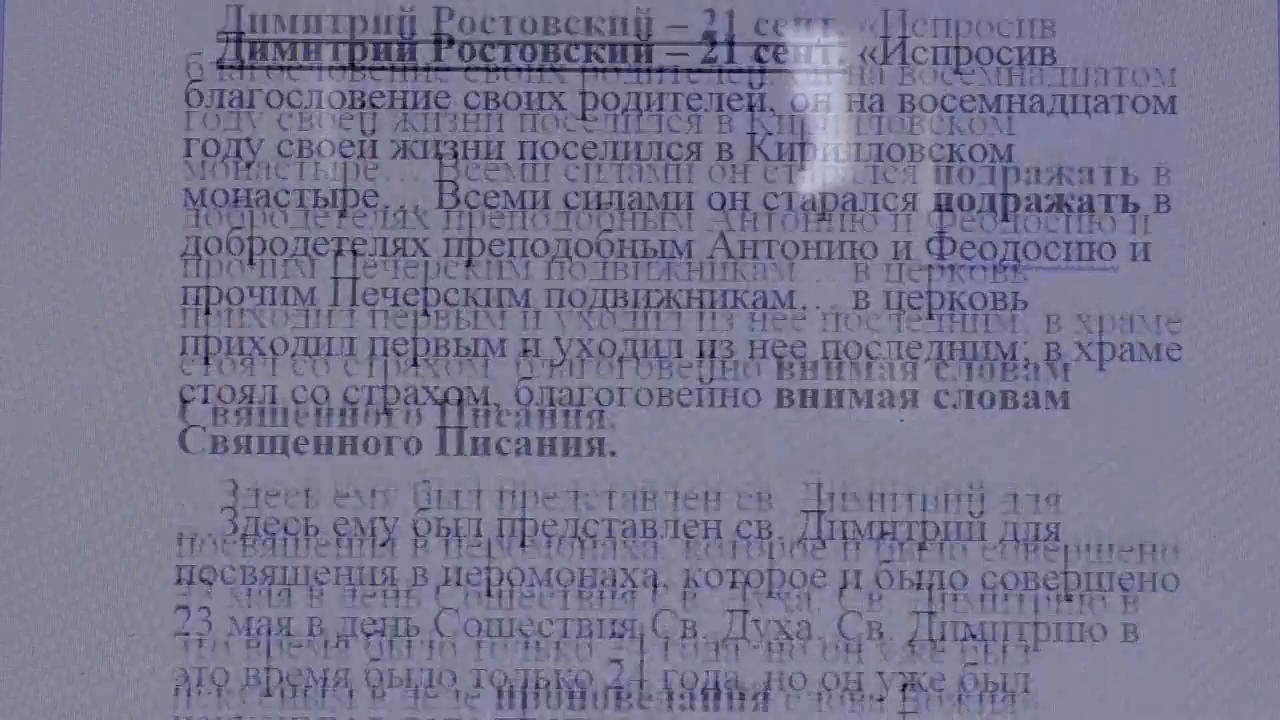 Димитрий Ростовский – 21 сент. «Испросив
благословение своих родителей, он на восемнадцатом
году своей жизни поселился в Кирилловском
монастыре… Всеми силами он старался подражать в
добродетелях преподобным Антонию и Феодосию и
прочим Печерским подвижникам… в церковь
приходил первым и уходил из нее последним; в храме
стоял со страхом, благоговейно внимая словам
Священного Писания.
Здесь ему был представлен св. Димитрий для
посвящения в иеромонаха, которое и было совершено
23 мая в день Сошествия Св. Духа. Св. Димитрию в
это время было только 24 года, но он уже был
в деле проповедания